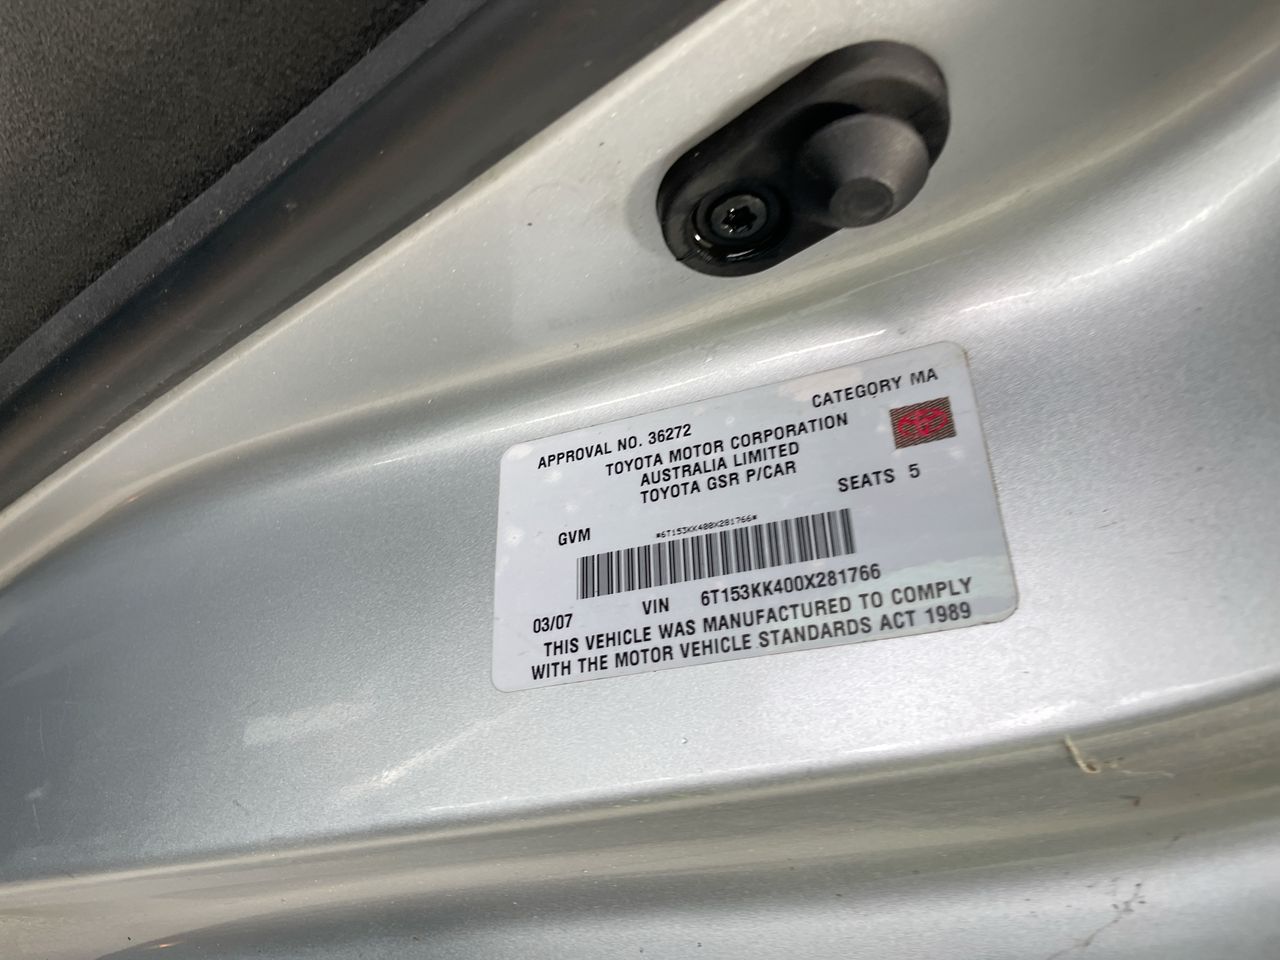 APPROVAL NO. 36272 CATEGORY MA
TOYOTA MOTOR CORPORATION
AUSTRALIA LIMITED
TOYOTA GSR P/CAR
SEATS 5
GVM
*6T153KK400X281766*
03/07 VIN 6T153KK400X281766
THIS VEHICLE WAS MANUFACTURED TO COMPLY
WITH THE MOTOR VEHICLE STANDARDS ACT 1989